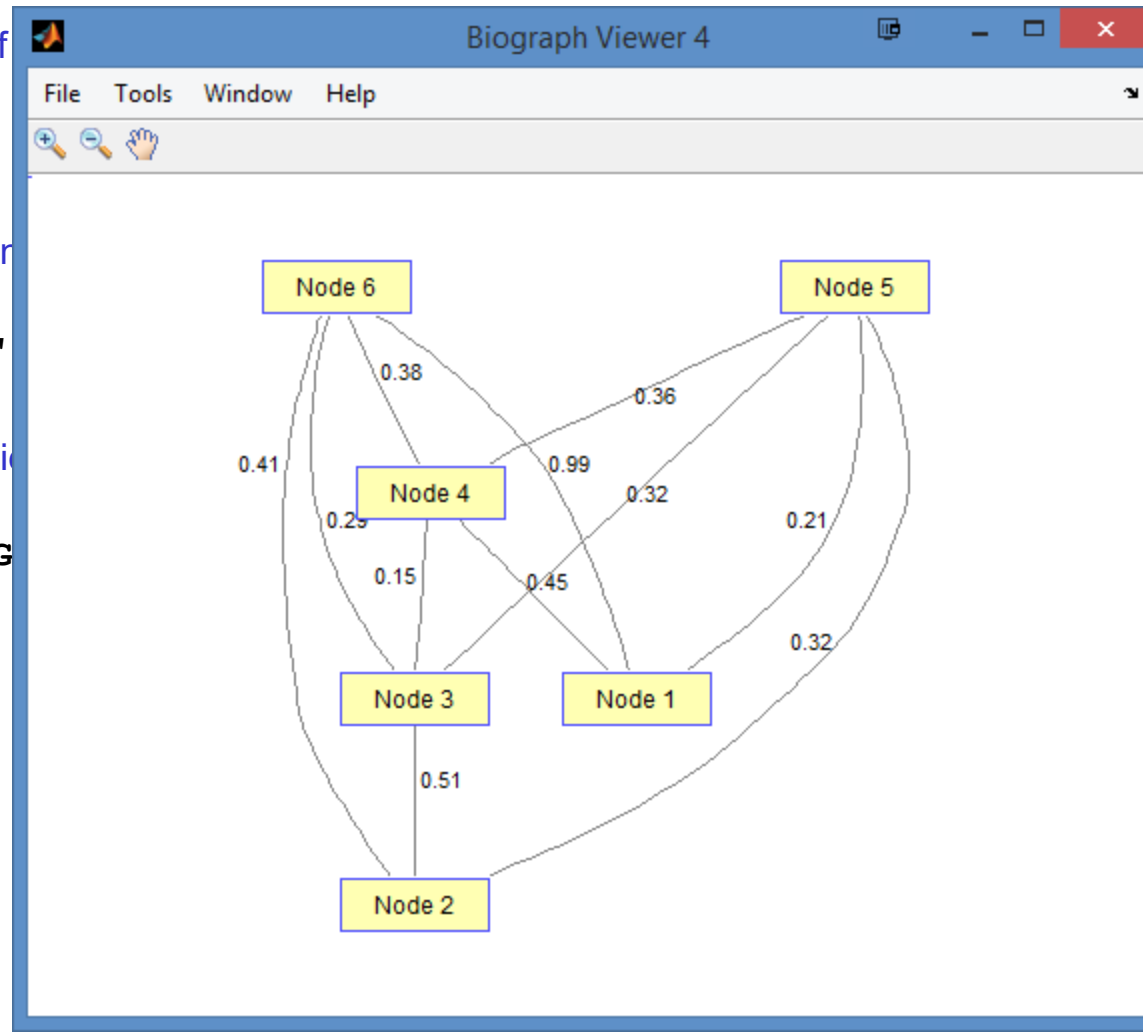 f
Biograph Viewer 4
File Tools Window Help
Node 6
Node 5
0.38
0.36
0.41
0.99
Node 4
0.32
0.29
0.21
0.15
0.45
0.32
Node 3
Node 1
0.51
Node 2
G